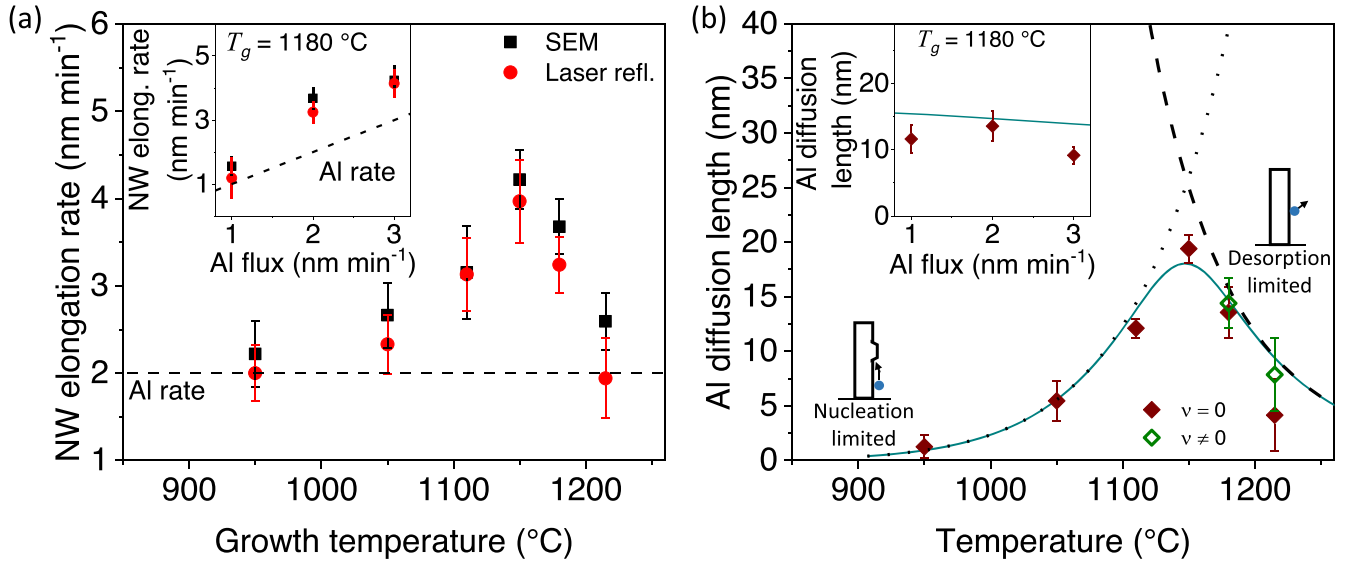 (a)
NW elongation rate (nm min⁻¹)
6
5
4
3
2
1
900
1000
1100
1200
Growth temperature (°C)
SEM
Laser refl.
Al rate
NW elong. rate
(nm min⁻¹)
T_g = 1180 °C
5
3
1
Al rate
1
2
3
Al flux (nm min⁻¹)
(b)
Al diffusion length (nm)
40
35
30
25
20
15
10
5
0
900
1000
1100
1200
Temperature (°C)
Al diffusion
length (nm)
T_g = 1180 °C
20
10
0
1
2
3
Al flux (nm min⁻¹)
Desorption
limited
Nucleation
limited
ν = 0
ν ≠ 0